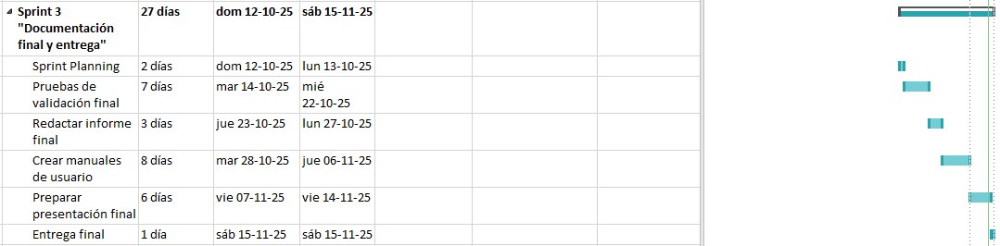 Sprint 3 27 días dom 12-10-25 sáb 15-11-25
"Documentación
final y entrega"
Sprint Planning 2 días dom 12-10-25 lun 13-10-25
Pruebas de 7 días mar 14-10-25 mié
validación final 22-10-25
Redactar informe 3 días jue 23-10-25 lun 27-10-25
final
Crear manuales 8 días mar 28-10-25 jue 06-11-25
de usuario
Preparar 6 días vie 07-11-25 vie 14-11-25
presentación final
Entrega final 1 día sáb 15-11-25 sáb 15-11-25